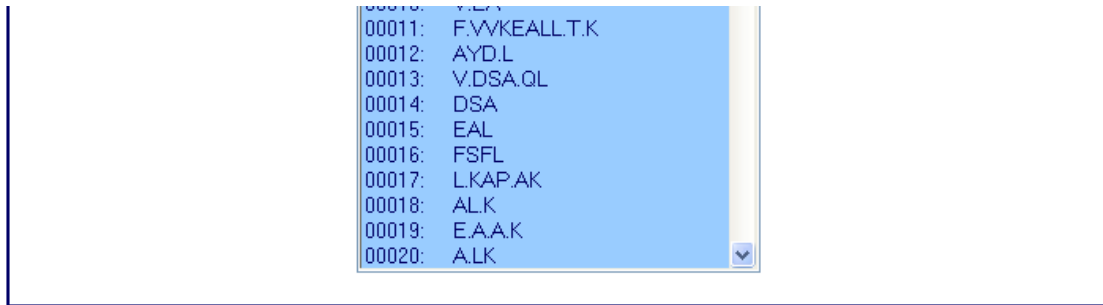 00011: F.VVKEALL.T.K
00012: AYD.L
00013: V.DSA.QL
00014: DSA
00015: EAL
00016: FSFL
00017: L.KAP.AK
00018: AL.K
00019: E.A.A.K
00020: A.LK